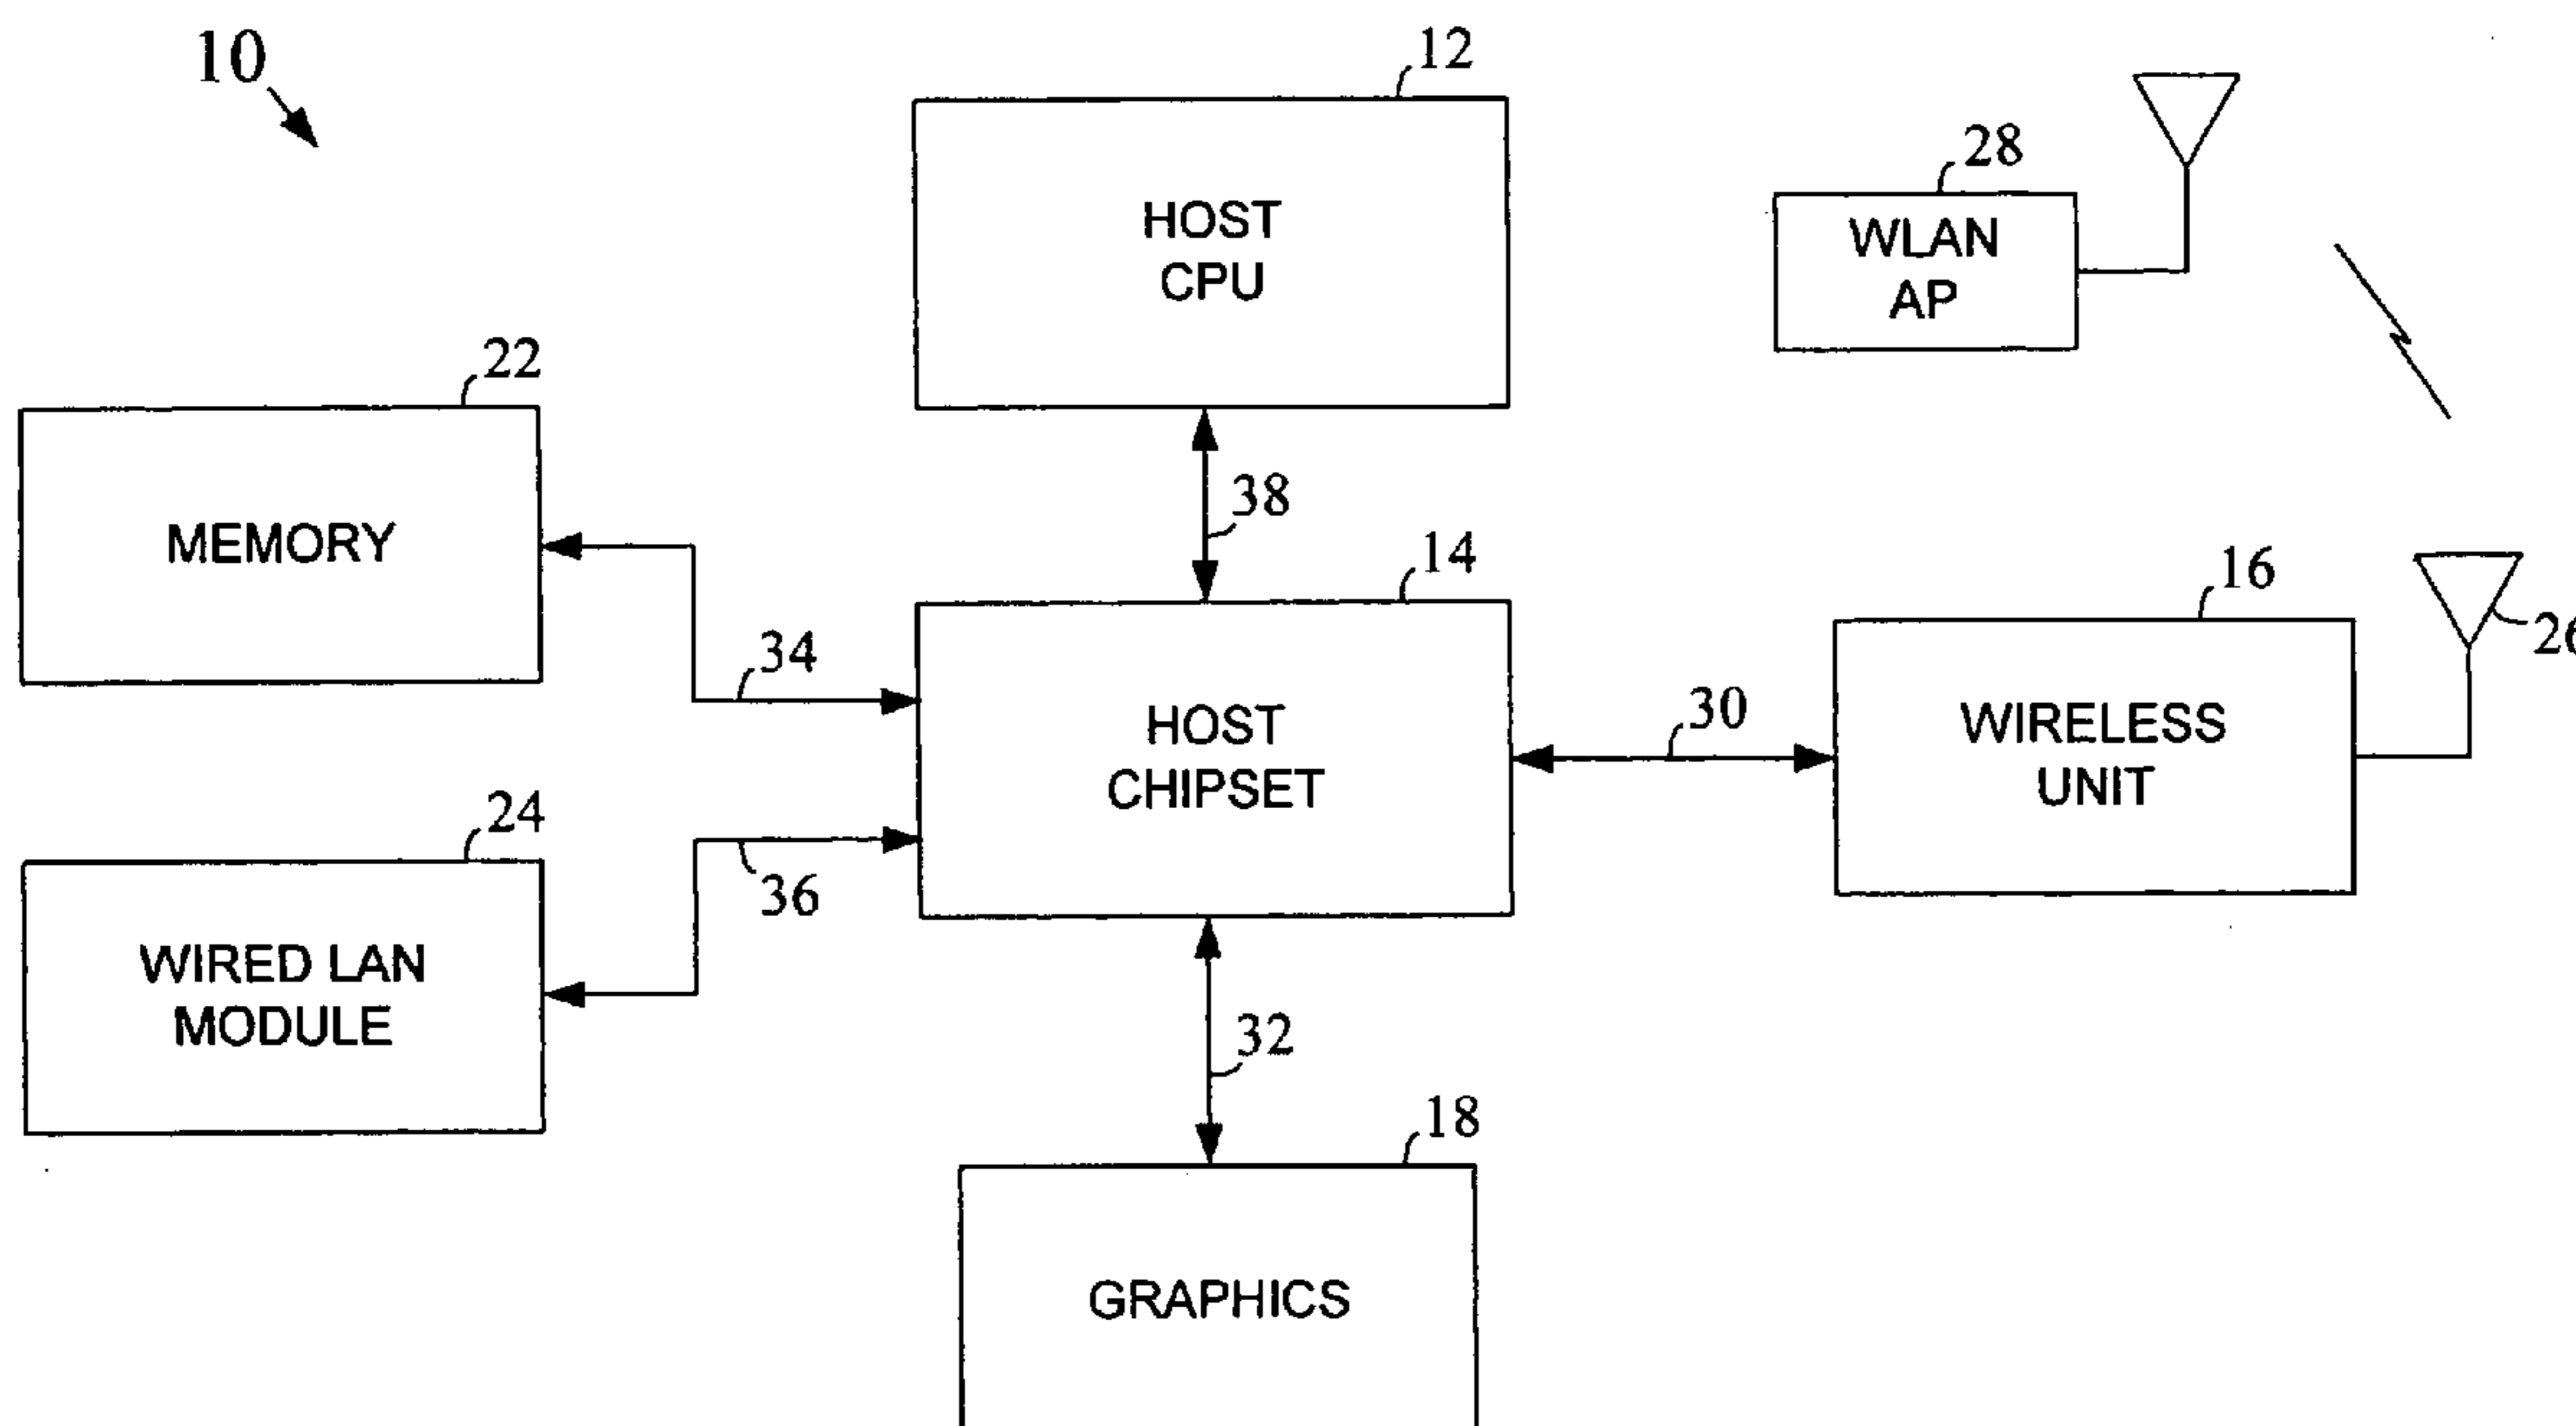 10
12
HOST
CPU
28
WLAN
AP
22
MEMORY
38
14
HOST
CHIPSET
34
36
30
16
WIRELESS
UNIT
26
24
WIRED LAN
MODULE
32
18
GRAPHICS